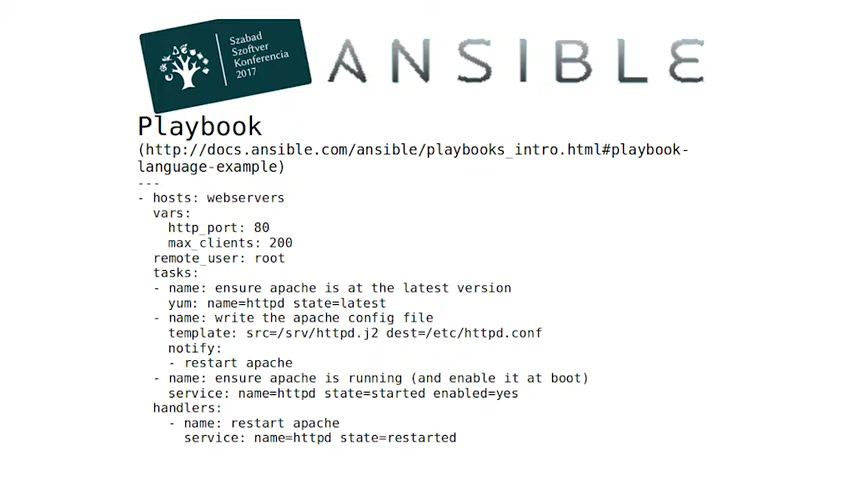 Szabad
Szoftver
Konferencia
2017
ANSIBLE
Playbook
(http://docs.ansible.com/ansible/playbooks_intro.html#playbook-
language-example)
---
- hosts: webservers
  vars:
    http_port: 80
    max_clients: 200
  remote_user: root
  tasks:
  - name: ensure apache is at the latest version
    yum: name=httpd state=latest
  - name: write the apache config file
    template: src=/srv/httpd.j2 dest=/etc/httpd.conf
    notify:
    - restart apache
  - name: ensure apache is running (and enable it at boot)
    service: name=httpd state=started enabled=yes
  handlers:
    - name: restart apache
      service: name=httpd state=restarted